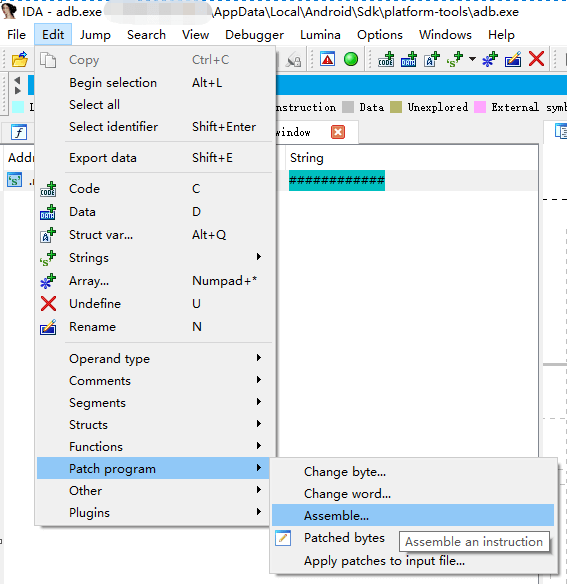 IDA - adb.exe \AppData\Local\Android\Sdk\platform-tools\adb.exe
File Edit Jump Search View Debugger Lumina Options Windows Help
nstruction Data Unexplored External symb
window
Addr String
############
Copy Ctrl+C
Begin selection Alt+L
Select all
Select identifier Shift+Enter
Export data Shift+E
Code C
Data D
Struct var... Alt+Q
Strings
Array... Numpad+*
Undefine U
Rename N
Operand type
Comments
Segments
Structs
Functions
Patch program
Other
Plugins
Change byte...
Change word...
Assemble...
Patched bytes
Apply patches to input file...
Assemble an instruction